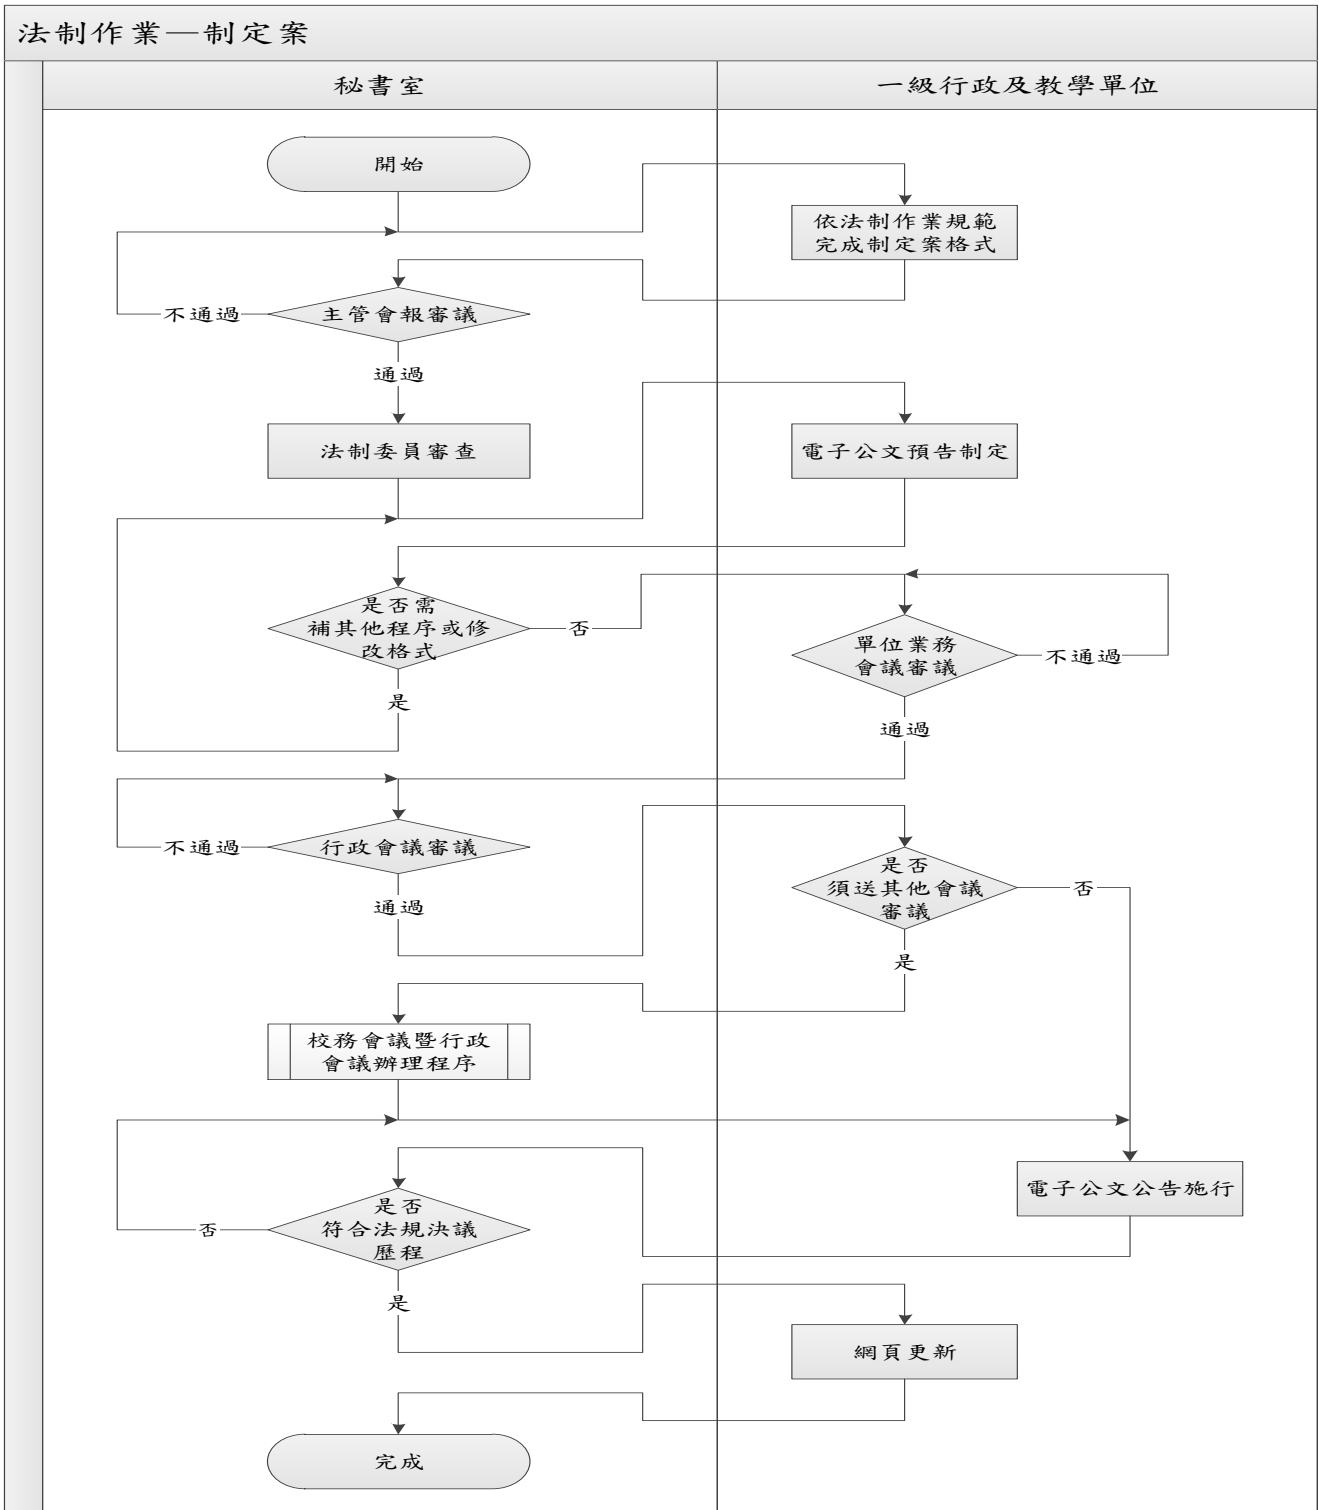 法制作業—制定案
秘書室
一級行政及教學單位
開始
依法制作業規範
完成制定案格式
不通過
主管會報審議
通過
法制委員審查
電子公文預告制定
是否需
補其他程序或修
改格式
否
是
單位業務
會議審議
不通過
通過
不通過
行政會議審議
通過
是否
須送其他會議
審議
否
是
校務會議暨行政
會議辦理程序
電子公文公告施行
否
是否
符合法規決議
歷程
是
網頁更新
完成